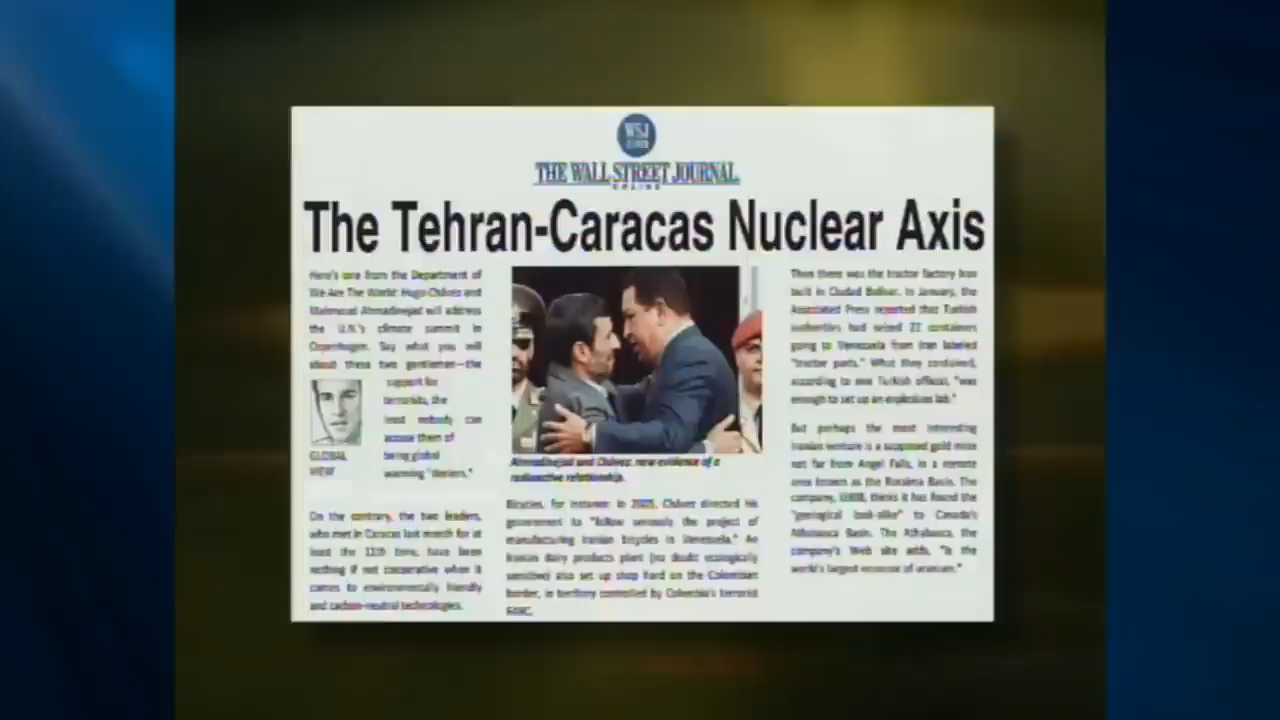 WSJ
THE WALL STREET JOURNAL
ONLINE
The Tehran-Caracas Nuclear Axis
Here's one from the Department of
We Are The World: Hugo Chávez and
Mahmoud Ahmadinejad will address
the U.N.'s climate summit in
Copenhagen. Say what you will
about these two gentlemen—the
support for
terrorists, the
least nobody can
accuse them of
being global
warming "deniers."
GLOBAL
VIEW
On the contrary, the two leaders,
who met in Caracas last month for at
least the 11th time, have been
nothing if not cooperative when it
comes to environmentally friendly
and carbon-neutral technologies.
Ahmadinejad and Chávez: new evidence of a
radioactive relationship.
Bicycles, for instance: In 2005, Chávez directed his
government to "follow seriously the project of
manufacturing Iranian bicycles in Venezuela." An
Iranian dairy products plant (no doubt ecologically
sensitive) also set up shop hard on the Colombian
border, in territory controlled by Colombia's terrorist
FARC.
Then there was the tractor factory Iran
built in Ciudad Bolivar. In January, the
Associated Press reported that Turkish
authorities had seized 22 containers
going to Venezuela from Iran labeled
"tractor parts." What they contained,
according to one Turkish official, "was
enough to set up an explosives lab."
But perhaps the most interesting
Iranian venture is a supposed gold mine
not far from Angel Falls, in a remote
area known as the Roraima Basin. The
company, thinks it has found the
"geological look-alike" to Canada's
Athabasca Basin. The Athabasca, the
company's Web site adds, "is the
world's largest resource of uranium."